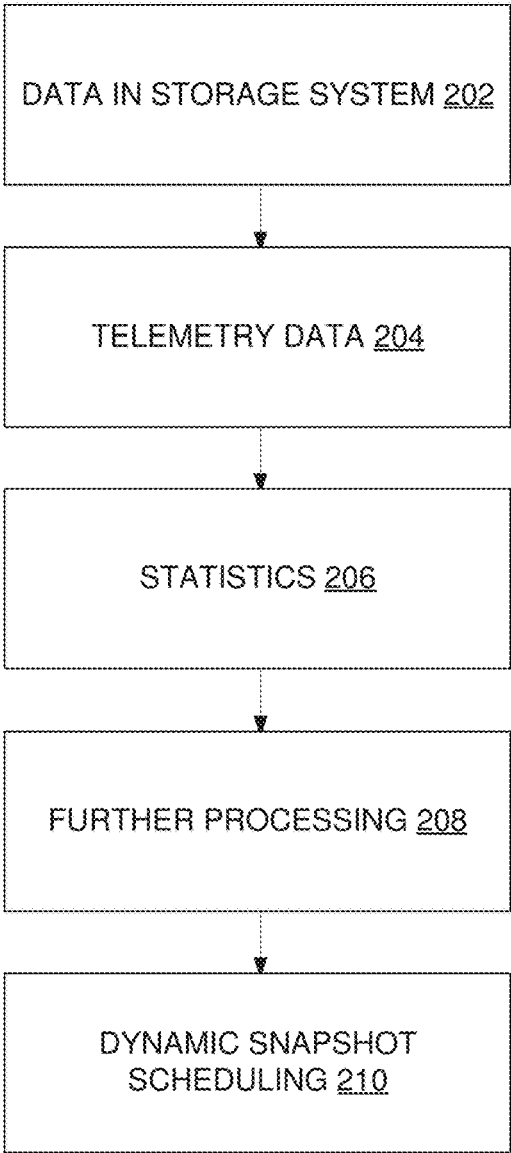 DATA IN STORAGE SYSTEM 202
TELEMETRY DATA 204
STATISTICS 206
FURTHER PROCESSING 208
DYNAMIC SNAPSHOT
SCHEDULING 210